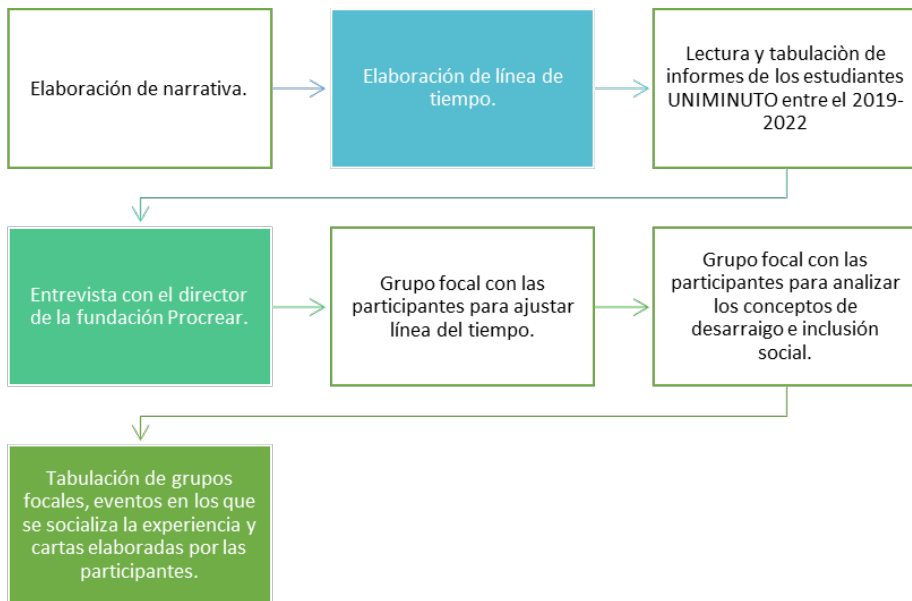 Elaboración de narrativa.
Elaboración de línea de
tiempo.
Lectura y tabulaciòn de
informes de los estudiantes
UNIMINUTO entre el 2019-
2022
Entrevista con el director
de la fundación Procrear.
Grupo focal con las
participantes para ajustar
línea del tiempo.
Grupo focal con las
participantes para analizar
los conceptos de
desarraigo e inclusión
social.
Tabulación de grupos
focales, eventos en los que
se socializa la experiencia y
cartas elaboradas por las
participantes.